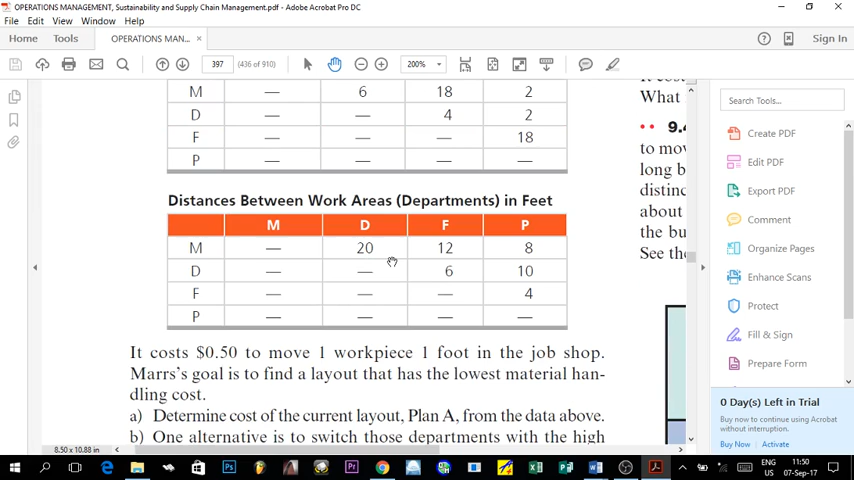 OPERATIONS MANAGEMENT, Sustainability and Supply Chain Management.pdf - Adobe Acrobat Pro DC
File Edit View Window Help
Home Tools OPERATIONS MAN... × Sign In
397 (436 of 910) 200%
M — 6 18 2
D — — 4 2
F — — — 18
P — — — —
Distances Between Work Areas (Departments) in Feet
M D F P
M — 20 12 8
D — — 6 10
F — — — 4
P — — — —
It costs $0.50 to move 1 workpiece 1 foot in the job shop.
Marrs's goal is to find a layout that has the lowest material han-
dling cost.
a) Determine cost of the current layout, Plan A, from the data above.
b) One alternative is to switch those departments with the high
8.50 x 10.88 in
What
•• 9.4
to mov
long b
distinc
about
the bu
See the
Search Tools...
Create PDF
Edit PDF
Export PDF
Comment
Organize Pages
Enhance Scans
Protect
Fill & Sign
Prepare Form
0 Day(s) Left in Trial
Buy now to continue using Acrobat
without interruption.
Buy Now Activate
ENG
US
11:50
07-Sep-17